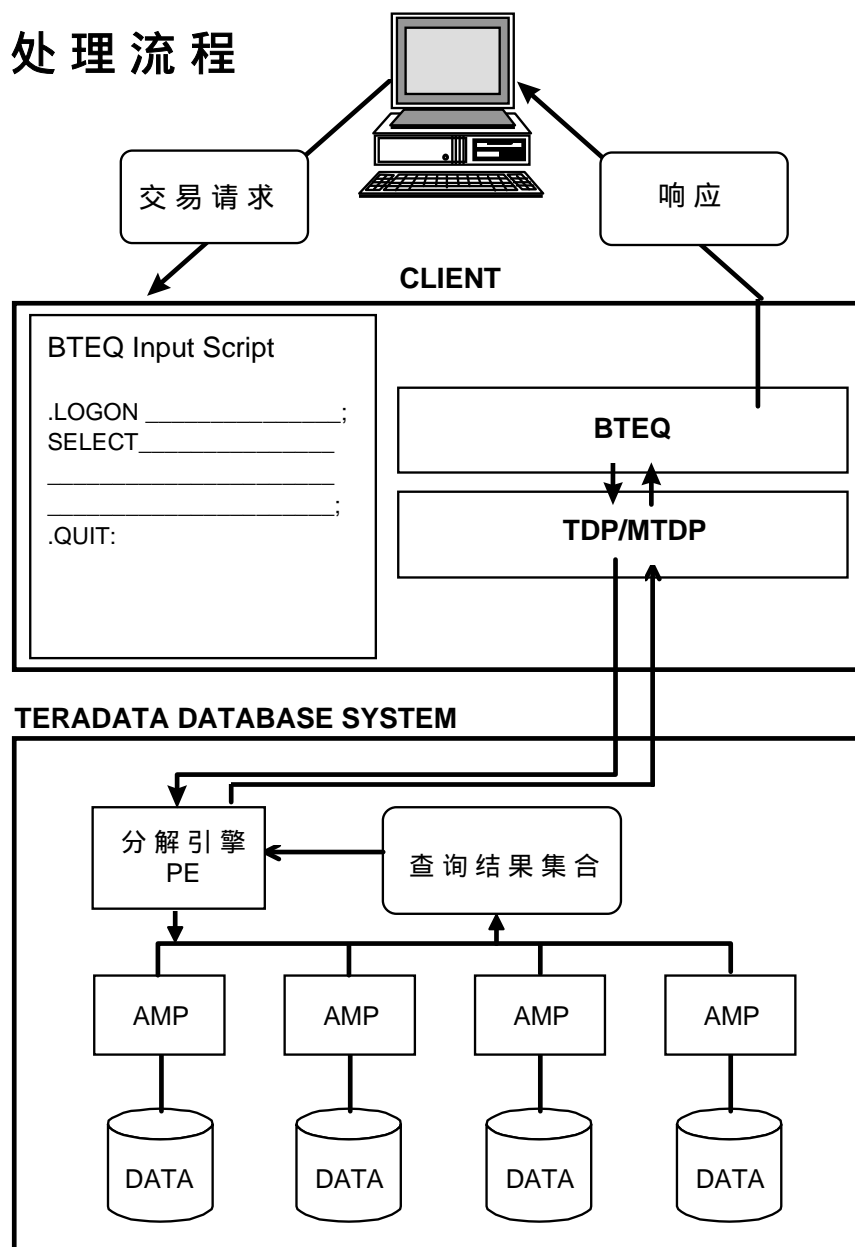 处理流程
交易请求
响应
CLIENT
BTEQ Input Script
.LOGON _______________;
SELECT_______________
______________________
______________________;
.QUIT:
BTEQ
TDP/MTDP
TERADATA DATABASE SYSTEM
分解引擎
PE
查询结果集合
AMP
AMP
AMP
AMP
DATA
DATA
DATA
DATA